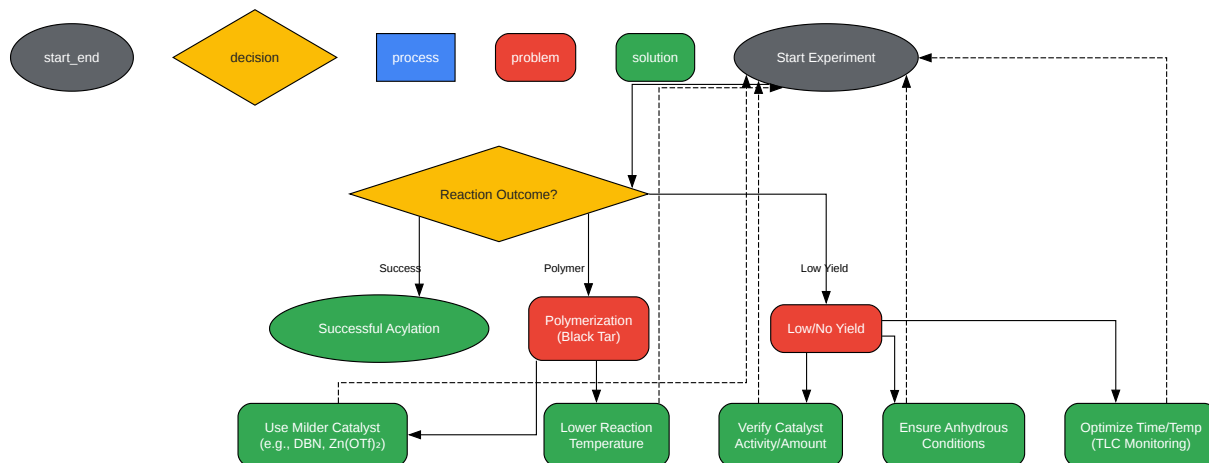 start_end
decision
process
problem
solution
Start Experiment
Reaction Outcome?
Success
Polymer
Low Yield
Successful Acylation
Polymerization
(Black Tar)
Low/No Yield
Use Milder Catalyst
(e.g., DBN, Zn(OTf)₂)
Lower Reaction
Temperature
Verify Catalyst
Activity/Amount
Ensure Anhydrous
Conditions
Optimize Time/Temp
(TLC Monitoring)